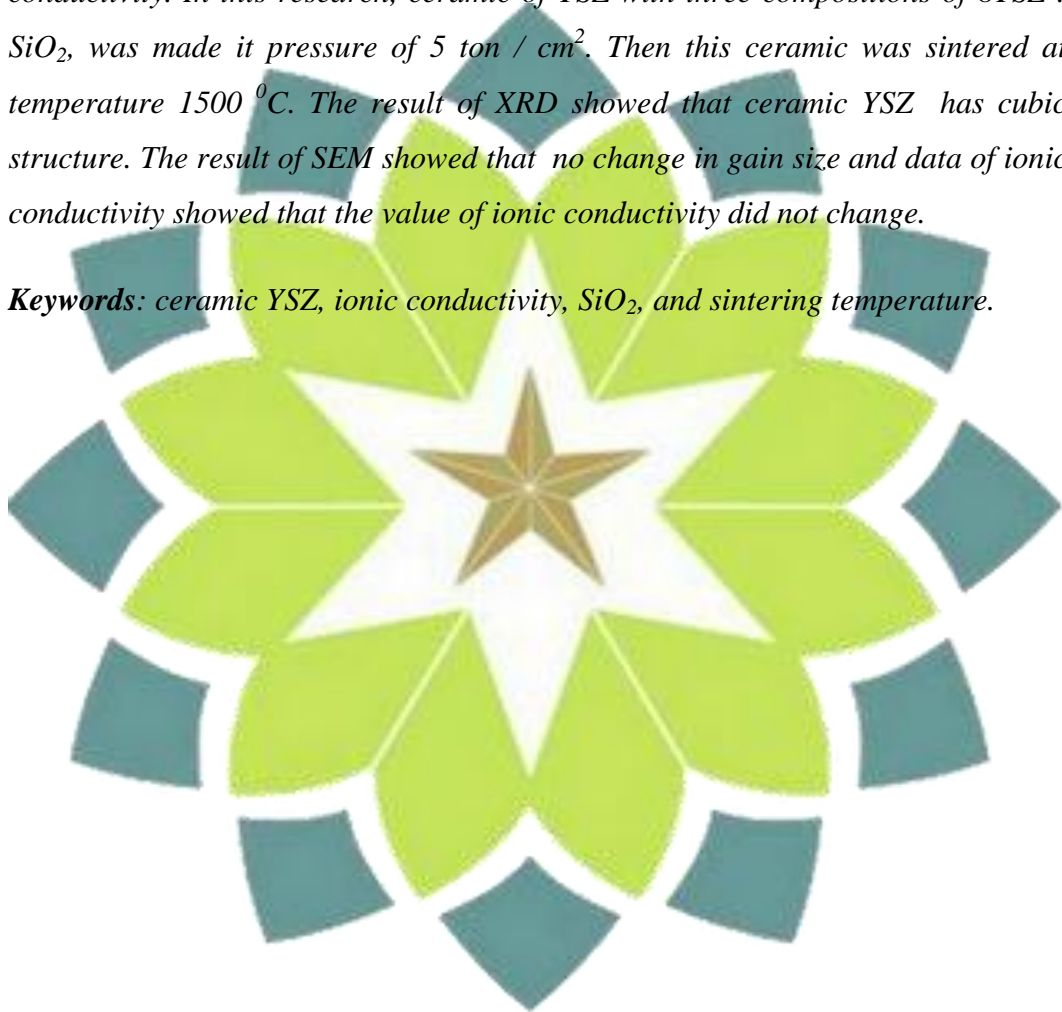 SiO₂, was made it pressure of 5 ton / cm². Then this ceramic was sintered at
temperature 1500 ⁰C. The result of XRD showed that ceramic YSZ has cubic
structure. The result of SEM showed that no change in gain size and data of ionic
conductivity showed that the value of ionic conductivity did not change.
Keywords: ceramic YSZ, ionic conductivity, SiO₂, and sintering temperature.